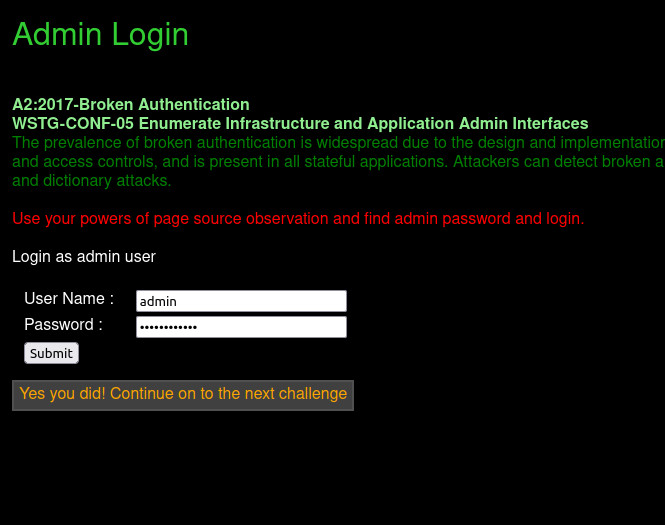 Admin Login
A2:2017-Broken Authentication
WSTG-CONF-05 Enumerate Infrastructure and Application Admin Interfaces
The prevalence of broken authentication is widespread due to the design and implementation
and access controls, and is present in all stateful applications. Attackers can detect broken a
and dictionary attacks.
Use your powers of page source observation and find admin password and login.
Login as admin user
User Name : admin
Password : ••••••••••••
Submit
Yes you did! Continue on to the next challenge